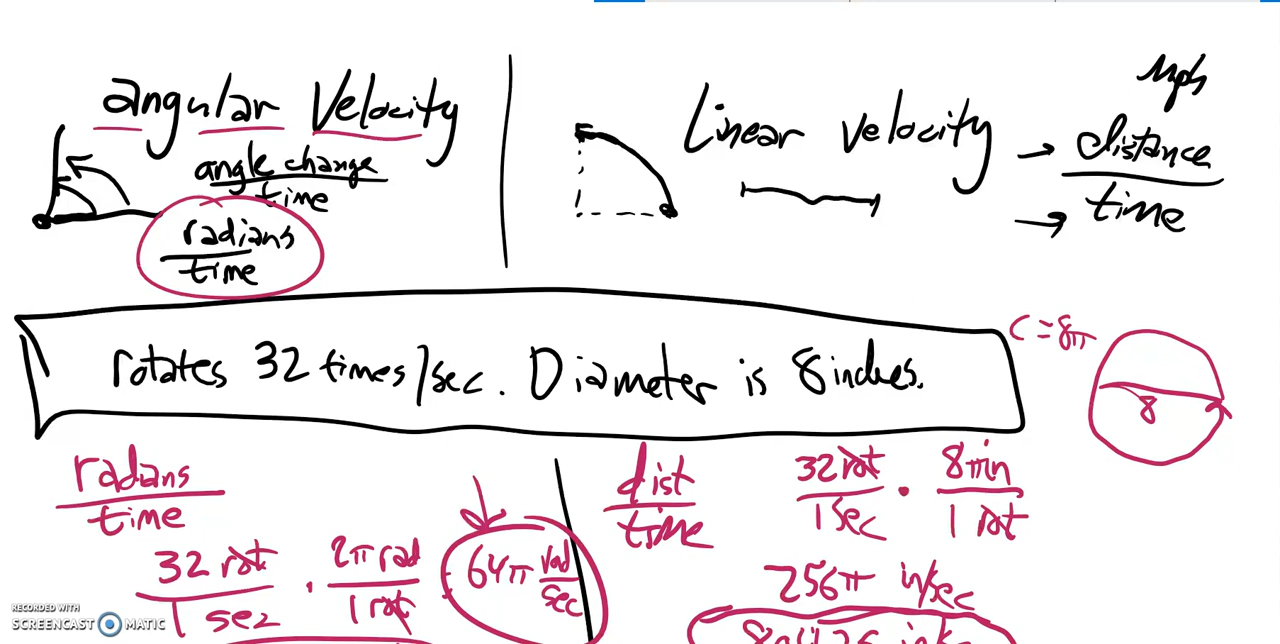 angular Velocity
angle change
time
radians
time
Linear velocity
mph
distance
time
rotates 32 times/sec. Diameter is 8 inches.
C = 8π
8
radians
time
32 rot
1 sec
·
2π rad
1 rot
64π rad
sec
dist
time
32 rot
1 sec
·
8π in
1 rot
256π in/sec
RECORDED WITH
SCREENCAST MATIC